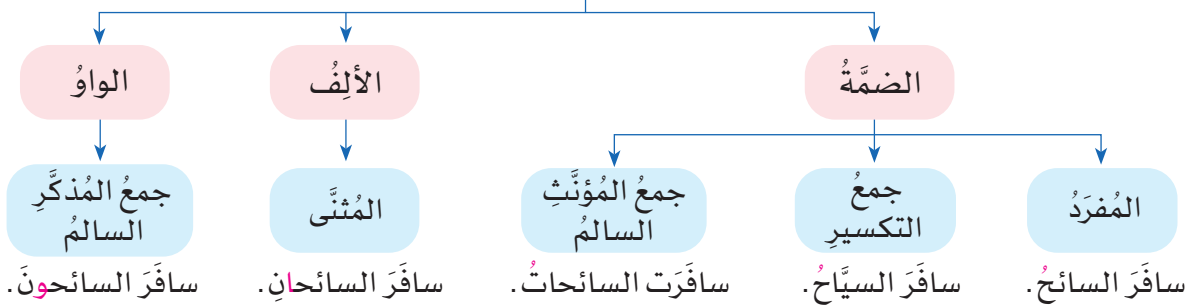 الضمَّةُ
الألِفُ
الواوُ
المُفرَدُ
جمعُ
التكسيرِ
جمعُ المُؤنَّثِ
السالمُ
المُثنَّى
جمعُ المُذكَّرِ
السالمُ
سافَرَ السائحُ.
سافَرَ السيَّاحُ.
سافَرَت السائحاتُ.
سافَرَ السائحانِ.
سافَرَ السائحونَ.